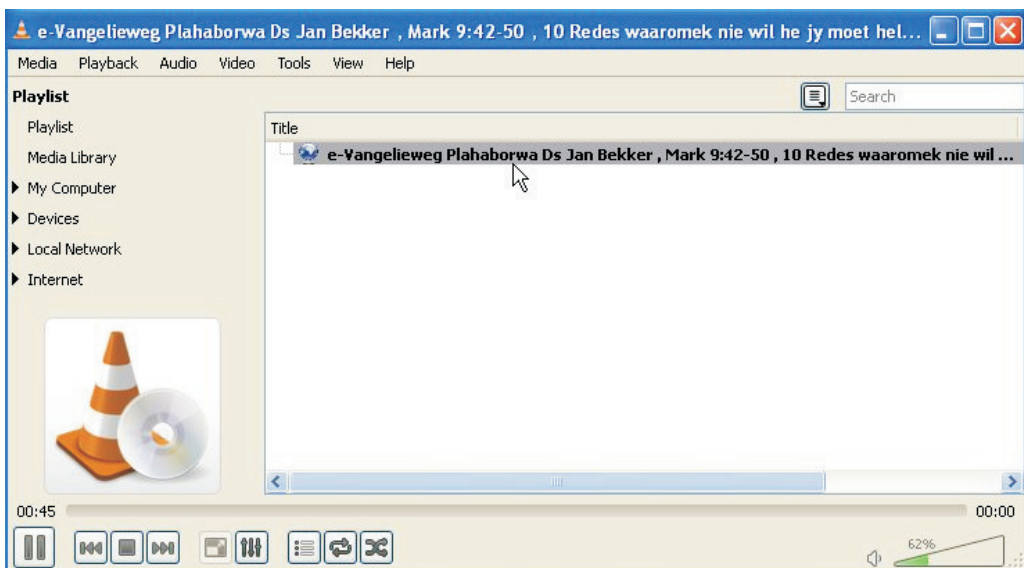 e-Vangelieweg Plahaborwa Ds Jan Bekker , Mark 9:42-50 , 10 Redes waaromek nie wil he jy moet hel...
Media Playback Audio Video Tools View Help
Playlist
Search
Playlist
Media Library
My Computer
Devices
Local Network
Internet
Title
e-Vangelieweg Plahaborwa Ds Jan Bekker , Mark 9:42-50 , 10 Redes waaromek nie wil ...
00:45 00:00
62%